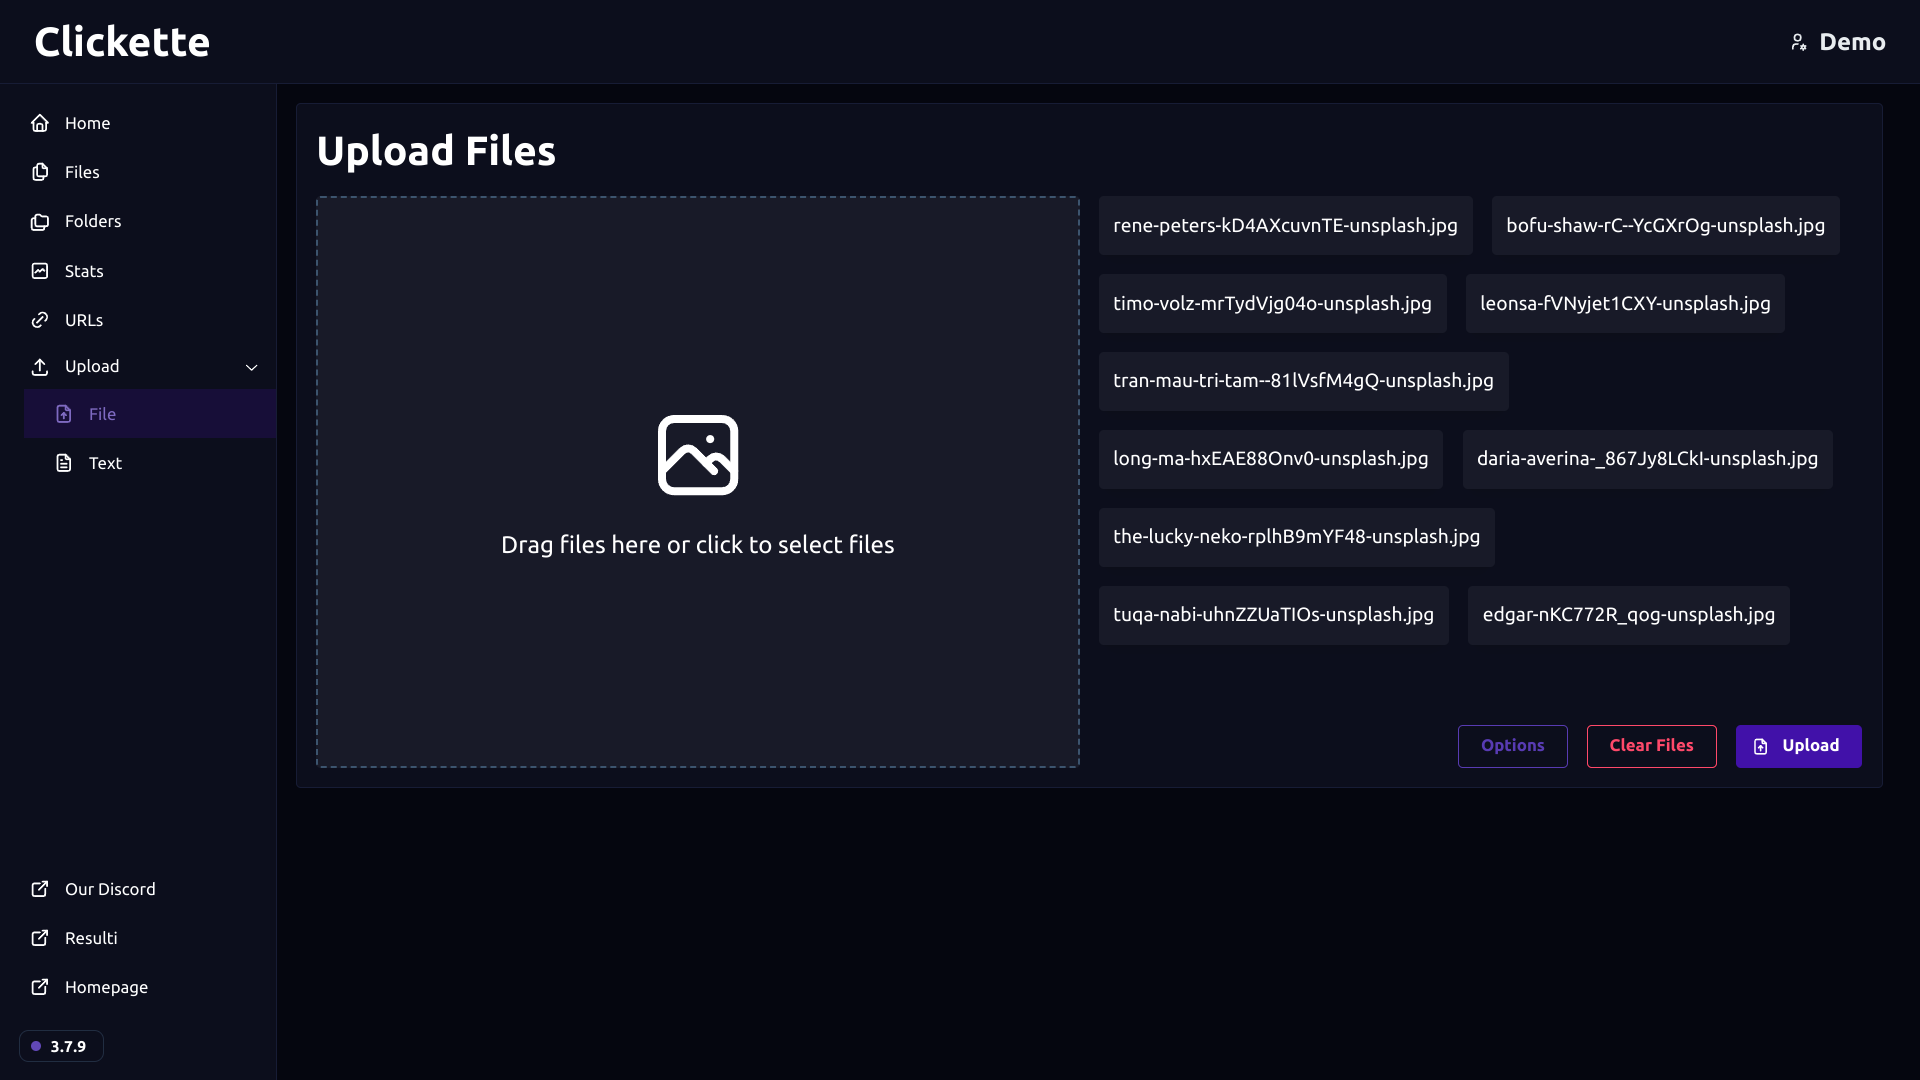 Clickette
Demo
Home
Files
Folders
Stats
URLs
Upload
File
Text
Our Discord
Resulti
Homepage
3.7.9
Upload Files
Drag files here or click to select files
rene-peters-kD4AXcuvnTE-unsplash.jpg
bofu-shaw-rC--YcGXrOg-unsplash.jpg
timo-volz-mrTydVjg04o-unsplash.jpg
leonsa-fVNyjet1CXY-unsplash.jpg
tran-mau-tri-tam--81lVsfM4gQ-unsplash.jpg
long-ma-hxEAE88Onv0-unsplash.jpg
daria-averina-_867Jy8LCkI-unsplash.jpg
the-lucky-neko-rplhB9mYF48-unsplash.jpg
tuqa-nabi-uhnZZUaTIOs-unsplash.jpg
edgar-nKC772R_qog-unsplash.jpg
Options
Clear Files
Upload